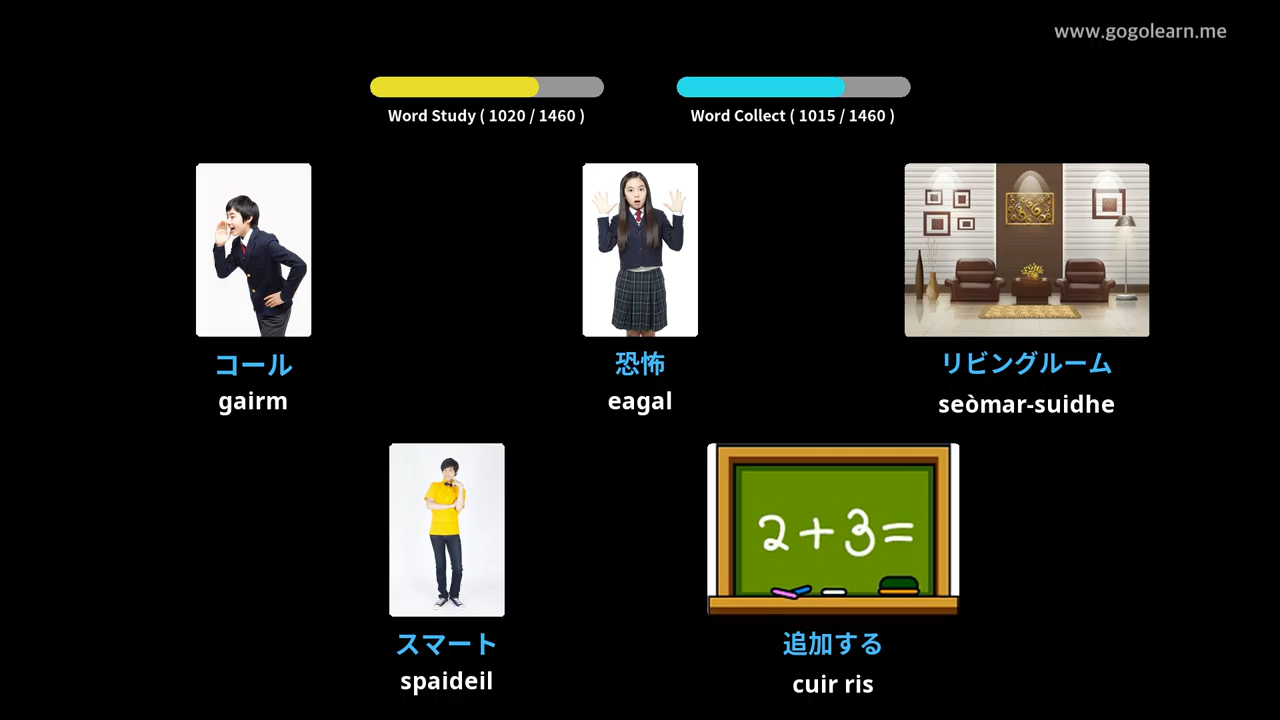 www.gogolearn.me
Word Study ( 1020 / 1460 )
Word Collect ( 1015 / 1460 )
コール
gairm
恐怖
eagal
リビングルーム
seòmar-suidhe
スマート
spaideil
2+3=
追加する
cuir ris